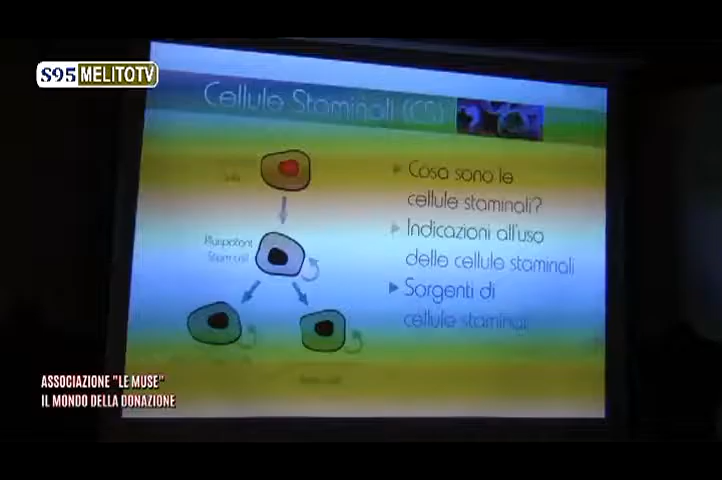 S95 MELITOTV
Cellule Staminali (CS)
Cosa sono le
cellule staminali?
Pluripotent
Stem cell
Indicazioni all'uso
delle cellule staminali
Sorgenti di
cellule staminali
ASSOCIAZIONE "LE MUSE"
IL MONDO DELLA DONAZIONE